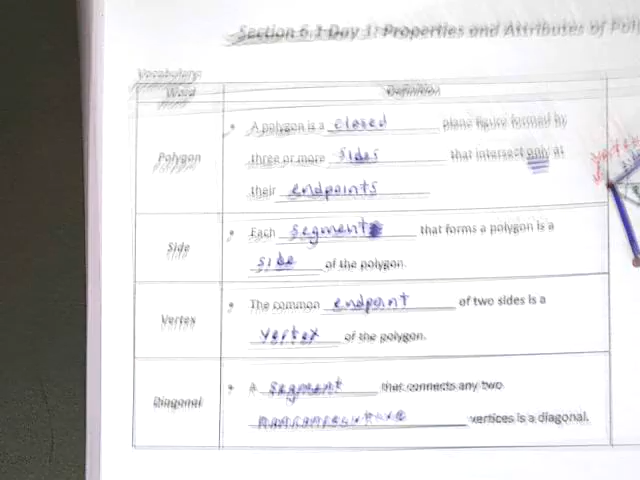 Section 6.1 Day 1: Properties and Attributes of
Vocabulary:
Word Definition
Polygon
• A polygon is a closed plane figure formed by
three or more sides that intersect only at
their endpoints
Side
• Each segment that forms a polygon is a
side of the polygon.
Vertex
• The common endpoint of two sides is a
vertex of the polygon.
Diagonal
• A segment that connects any two
nonconsecutive vertices is a diagonal.